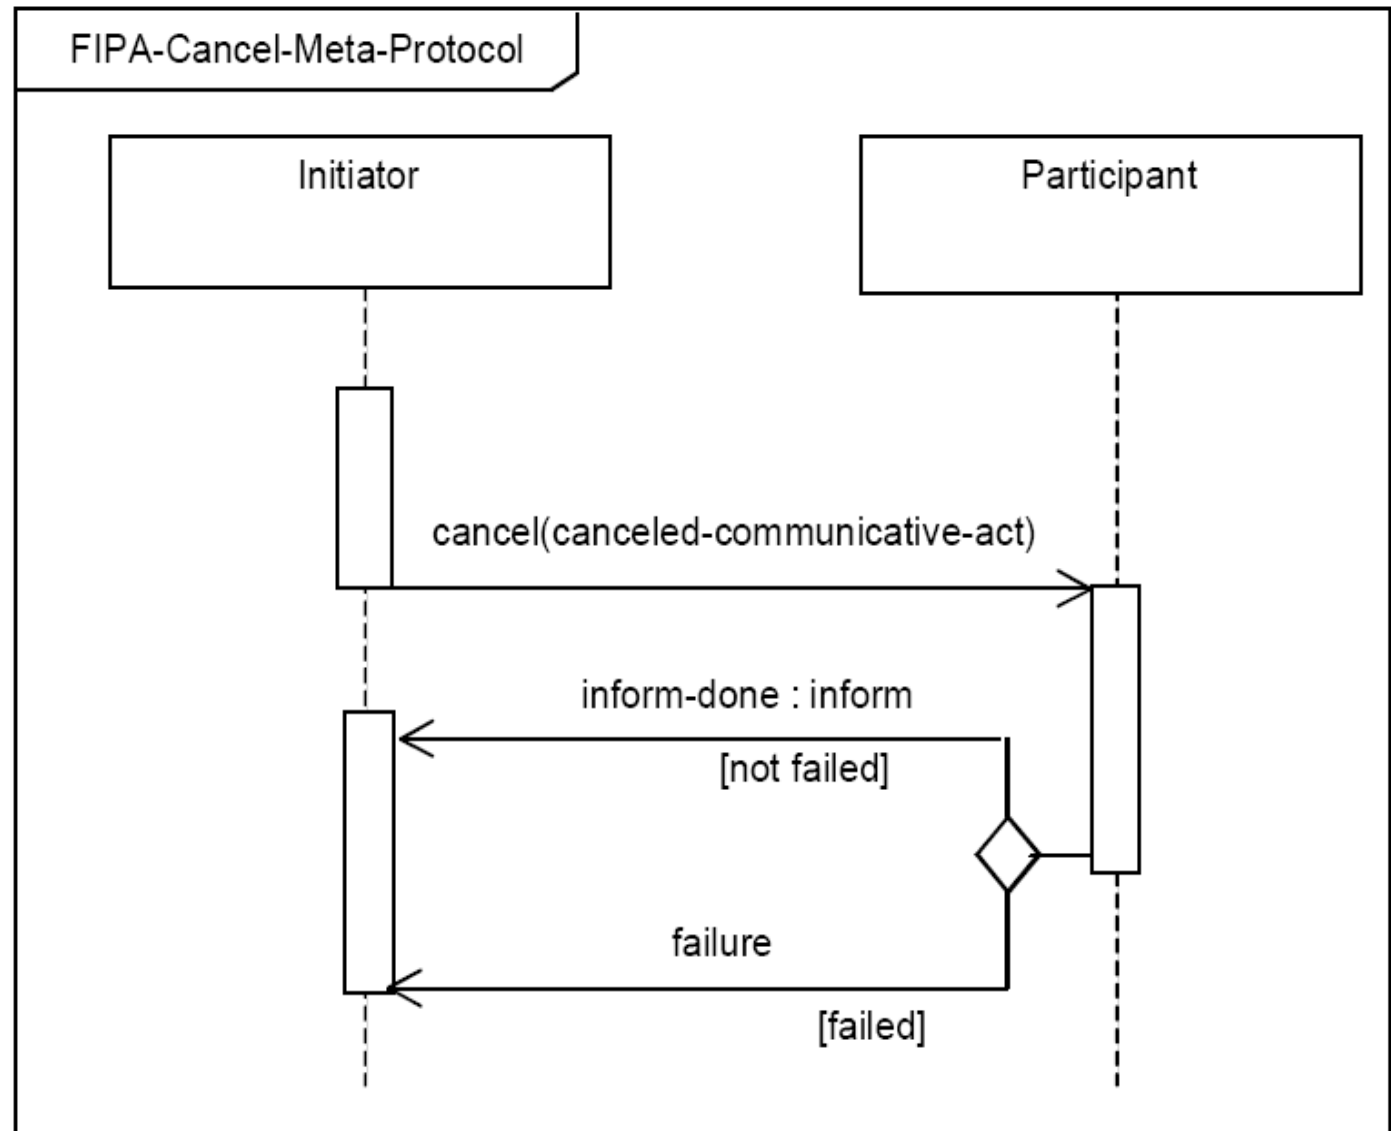 FIPA-Cancel-Meta-Protocol
Initiator
Participant
cancel(canceled-communicative-act)
inform-done : inform
[not failed]
failure
[failed]